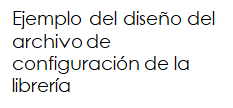 Ejemplo del diseño del
archivo de
configuración de la
librería